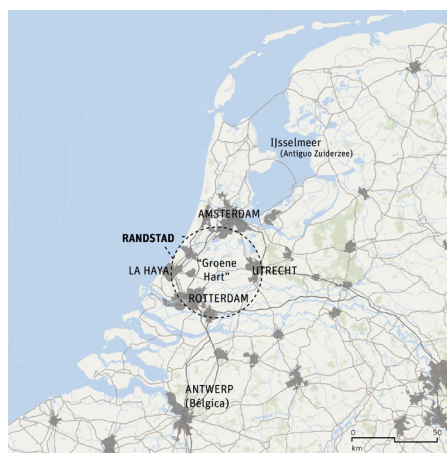 IJsselmeer
(Antiguo Zuiderzee)
AMSTERDAM
RANDSTAD
"Groene
Hart"
LA HAYA
UTRECHT
ROTTERDAM
ANTWERP
(Bélgica)
0 50
km